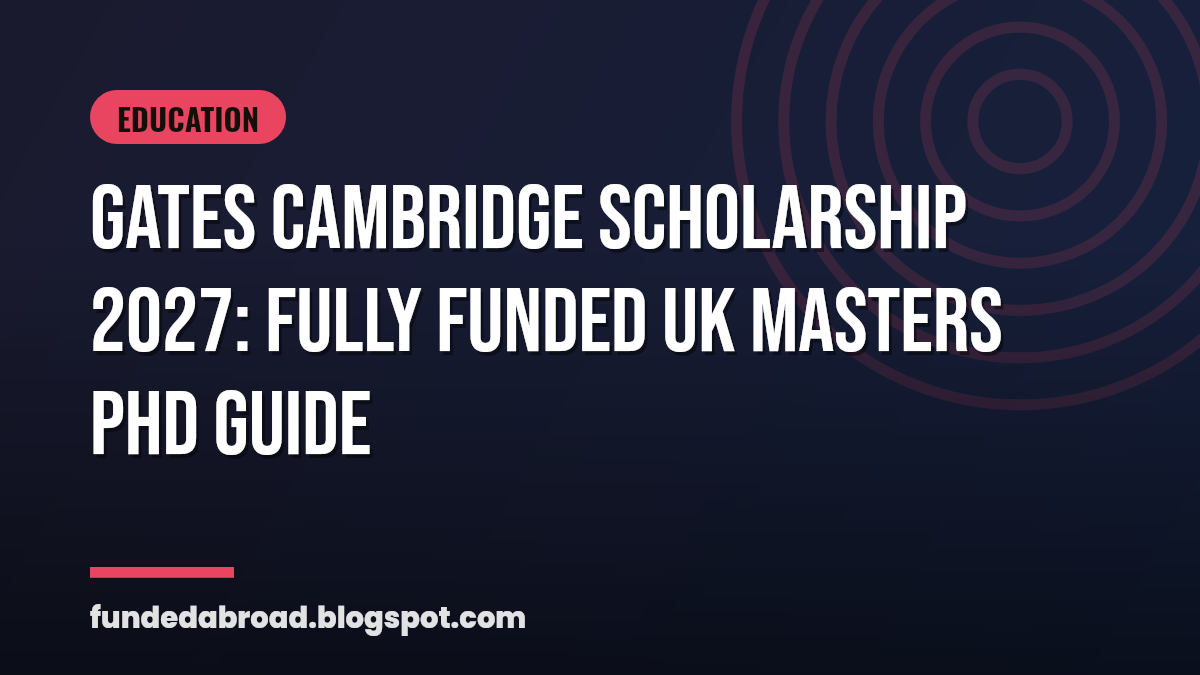 EDUCATION
GATES CAMBRIDGE SCHOLARSHIP
2027: FULLY FUNDED UK MASTERS
PHD GUIDE
fundedabroad.blogspot.com